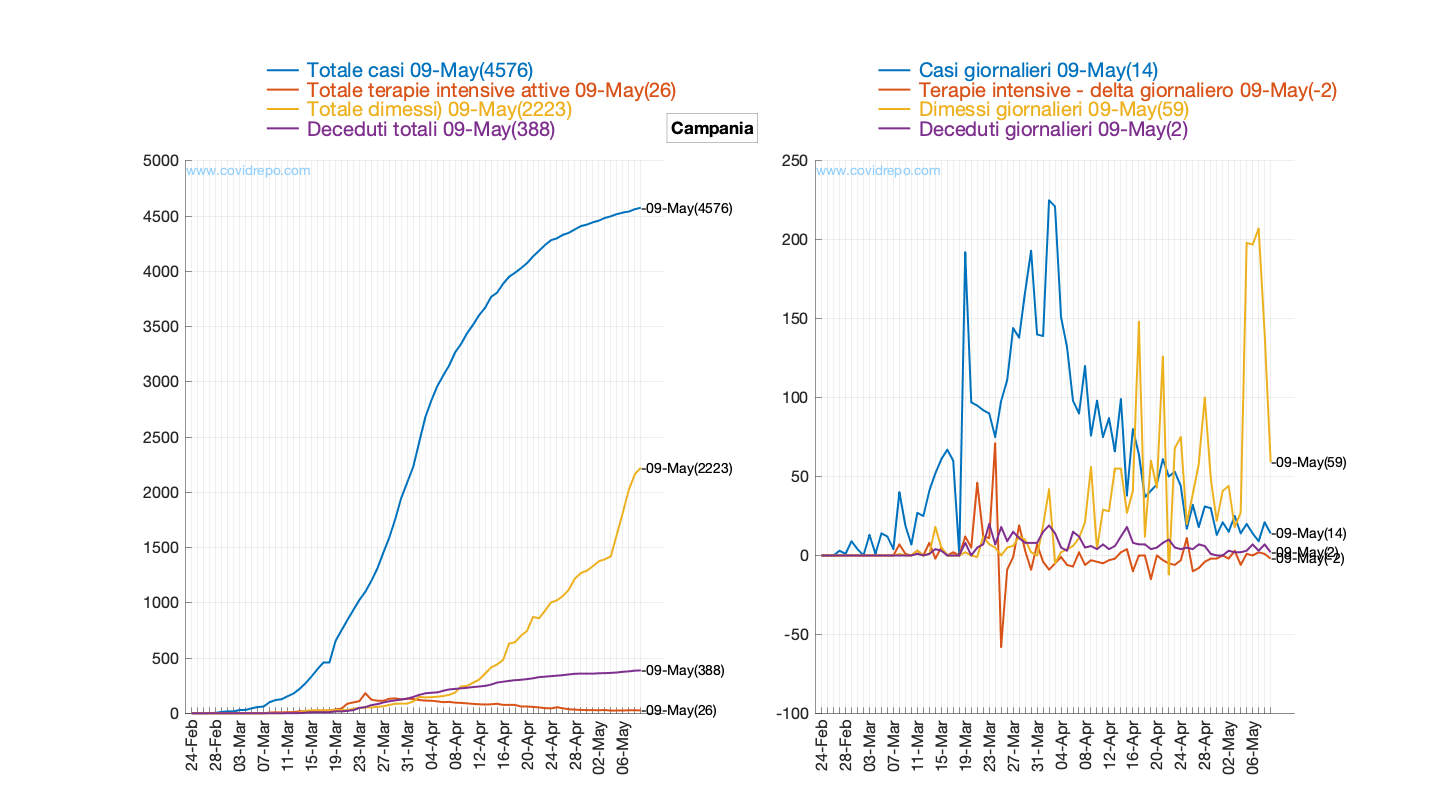 Totale casi 09-May(4576)
Totale terapie intensive attive 09-May(26)
Totale dimessi) 09-May(2223)
Deceduti totali 09-May(388)
Campania
Casi giornalieri 09-May(14)
Terapie intensive - delta giornaliero 09-May(-2)
Dimessi giornalieri 09-May(59)
Deceduti giornalieri 09-May(2)
www.covidrepo.com
5000
4500
4000
3500
3000
2500
2000
1500
1000
500
0
-09-May(4576)
-09-May(2223)
-09-May(388)
-09-May(26)
24-Feb
28-Feb
03-Mar
07-Mar
11-Mar
15-Mar
19-Mar
23-Mar
27-Mar
31-Mar
04-Apr
08-Apr
12-Apr
16-Apr
20-Apr
24-Apr
28-Apr
02-May
06-May
www.covidrepo.com
250
200
150
100
50
0
-50
-100
-09-May(59)
-09-May(14)
-09-May(2)
-09-May(-2)
24-Feb
28-Feb
03-Mar
07-Mar
11-Mar
15-Mar
19-Mar
23-Mar
27-Mar
31-Mar
04-Apr
08-Apr
12-Apr
16-Apr
20-Apr
24-Apr
28-Apr
02-May
06-May